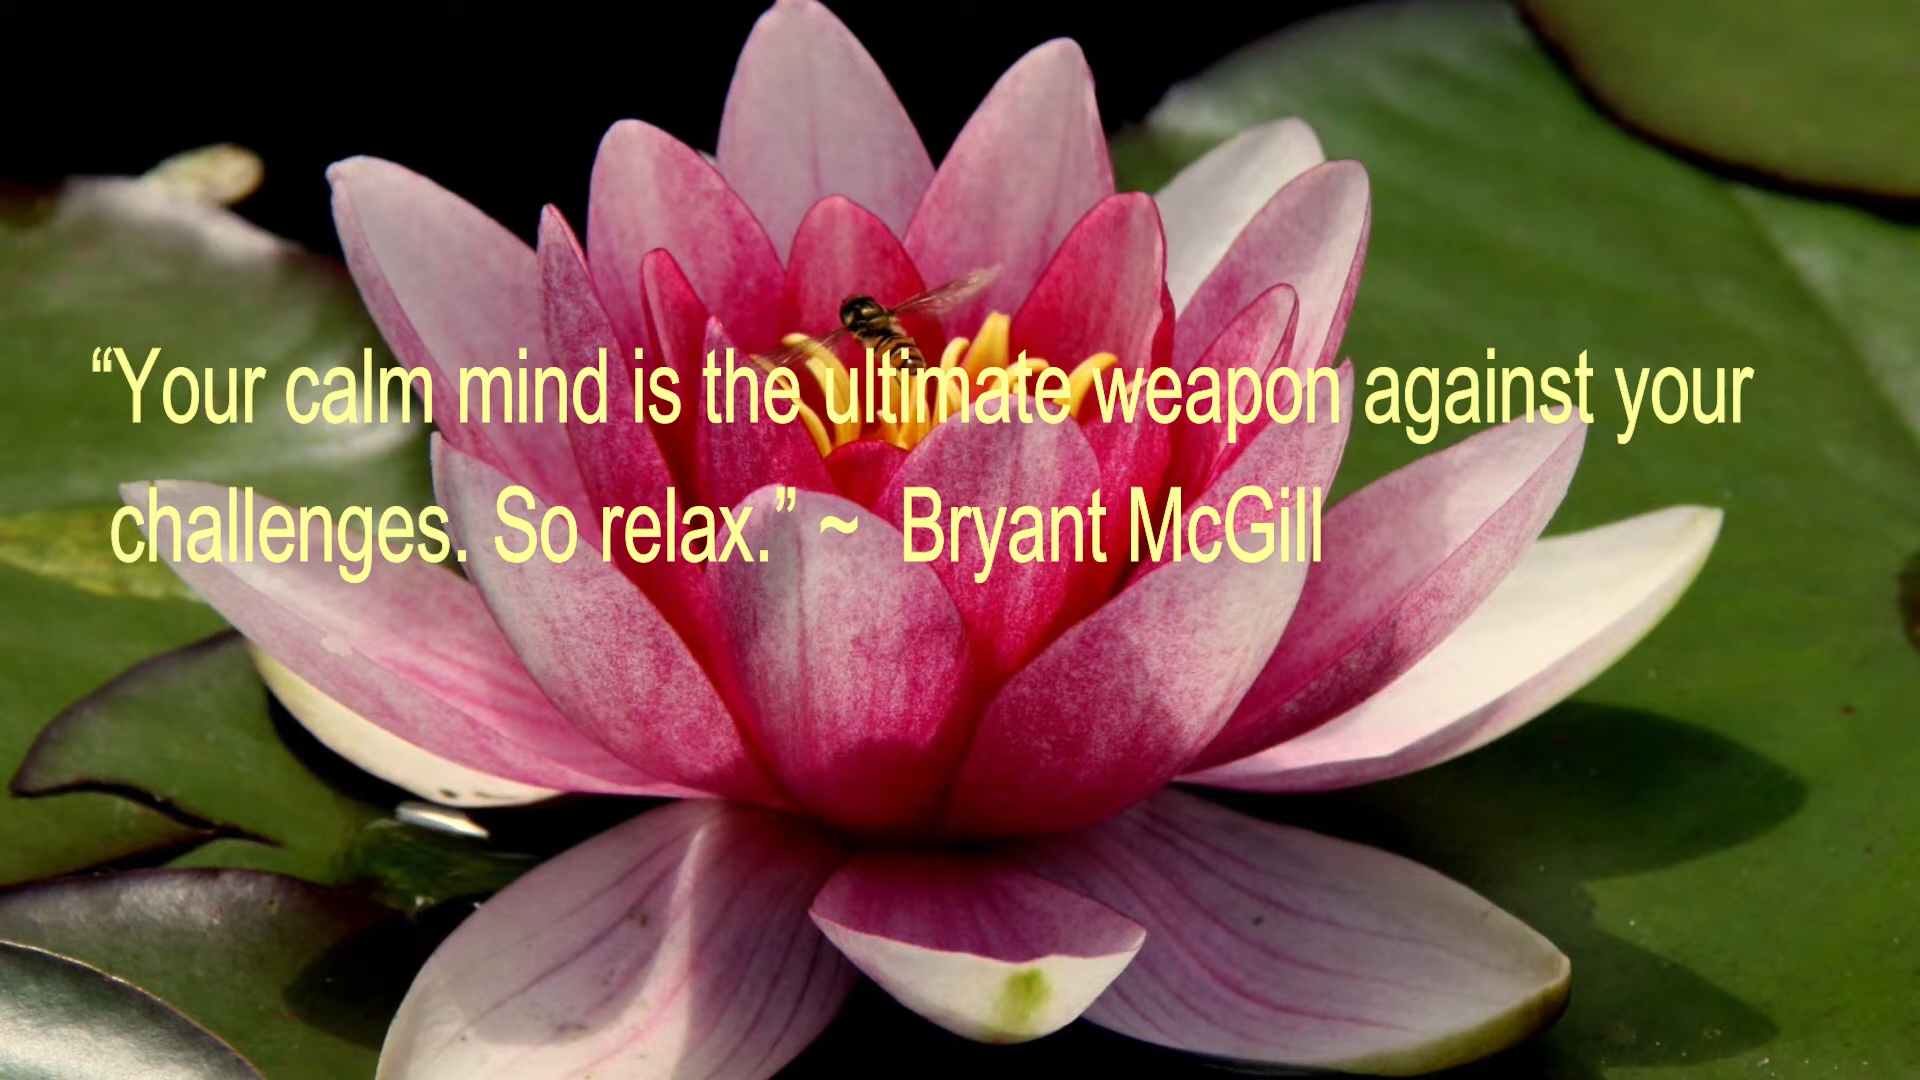 “Your calm mind is the ultimate weapon against your
challenges. So relax.” ~  Bryant McGill